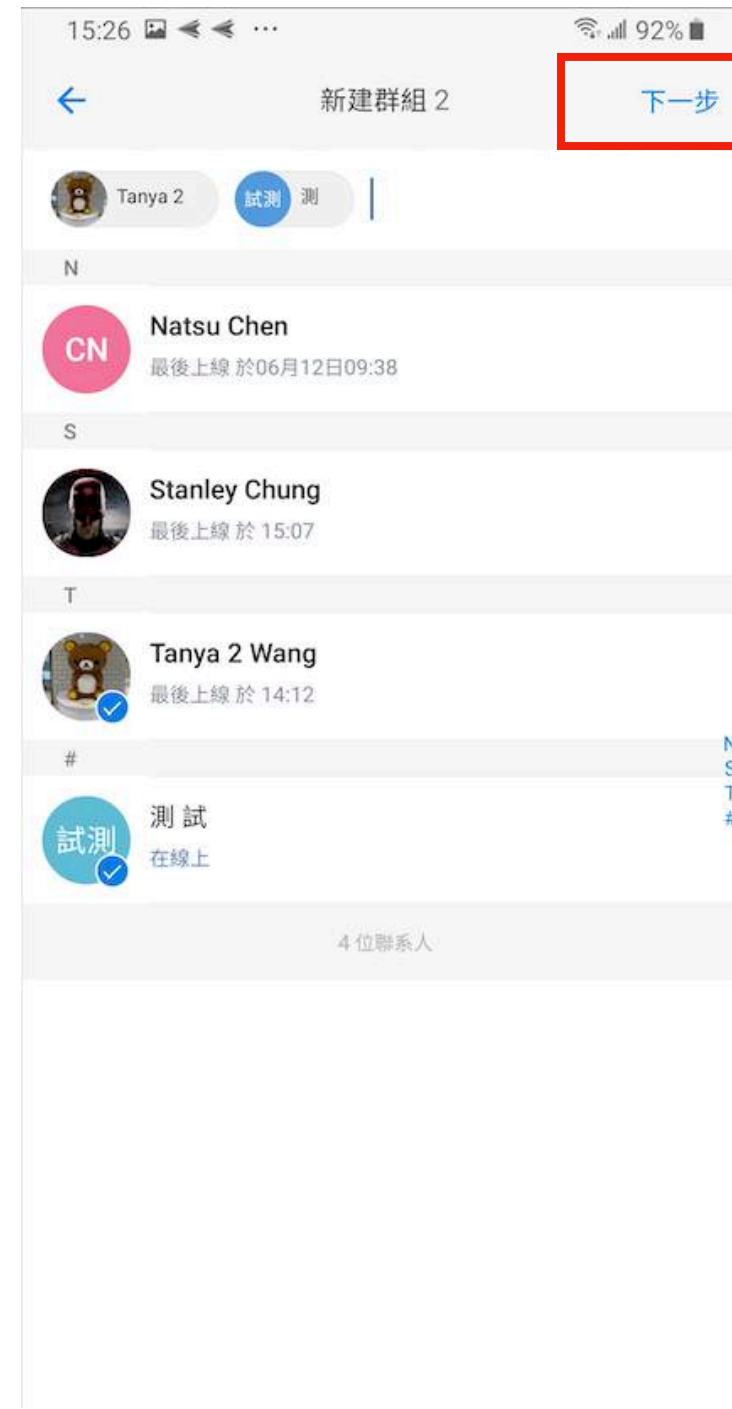 15:26 92%
新建群組 2 下一步
Tanya 2 試測 測
N
CN Natsu Chen
最後上線 於06月12日09:38
S
Stanley Chung
最後上線 於 15:07
T
Tanya 2 Wang
最後上線 於 14:12
#
試測 測 試
在線上
4 位聯系人
N
S
T
#